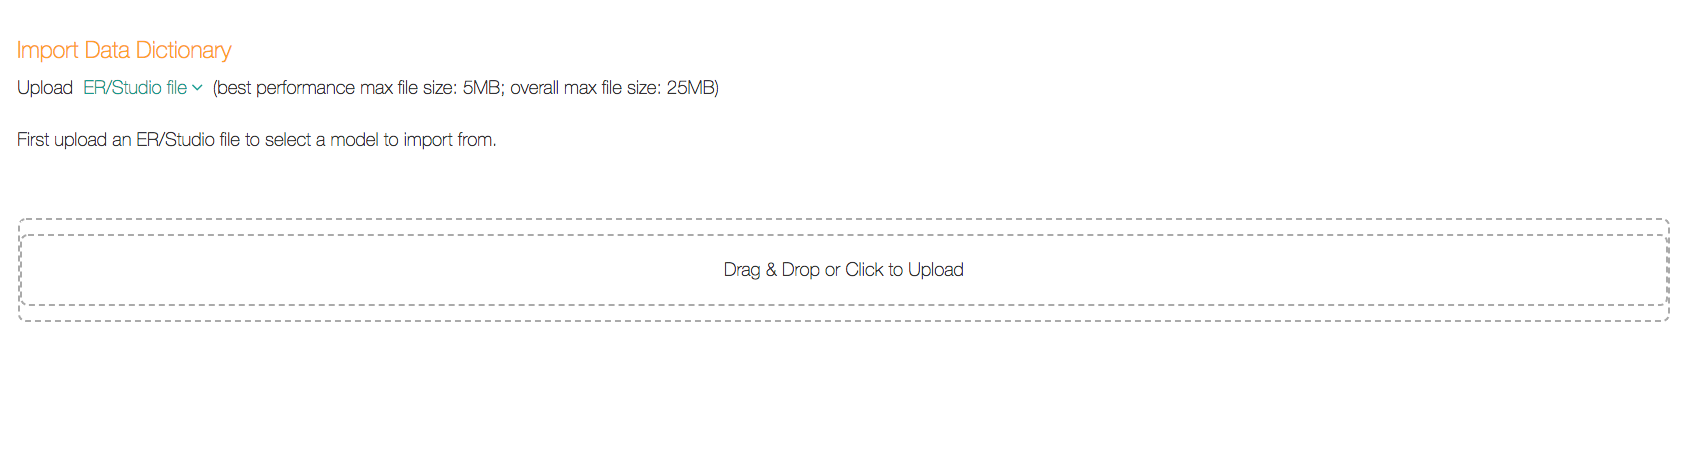 Import Data Dictionary
Upload ER/Studio file (best performance max file size: 5MB; overall max file size: 25MB)
First upload an ER/Studio file to select a model to import from.
Drag & Drop or Click to Upload